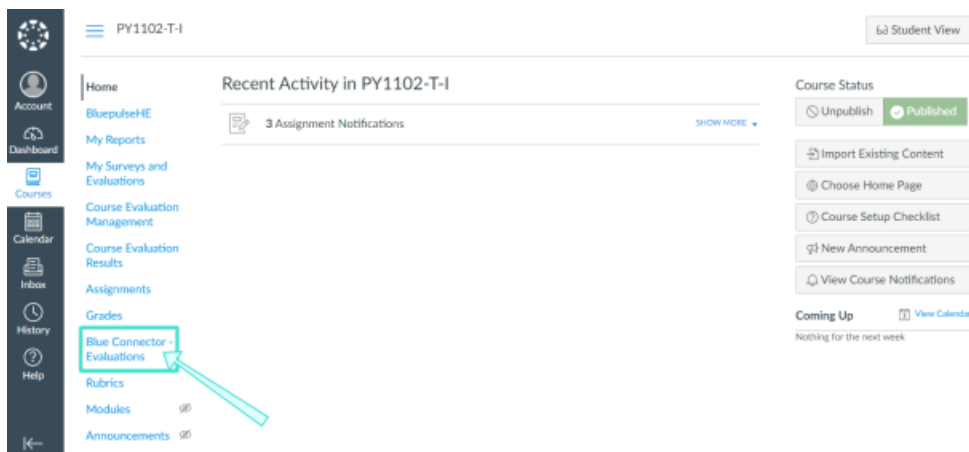 PY1102-T-I
Student View
Account
Dashboard
Courses
Calendar
Inbox
History
Help
Home
BluepulseHE
My Reports
My Surveys and
Evaluations
Course Evaluation
Management
Course Evaluation
Results
Assignments
Grades
Blue Connector -
Evaluations
Rubrics
Modules
Announcements
Recent Activity in PY1102-T-I
3 Assignment Notifications
SHOW MORE
Course Status
Unpublish
Published
Import Existing Content
Choose Home Page
Course Setup Checklist
New Announcement
View Course Notifications
Coming Up
View Calendar
Nothing for the next week